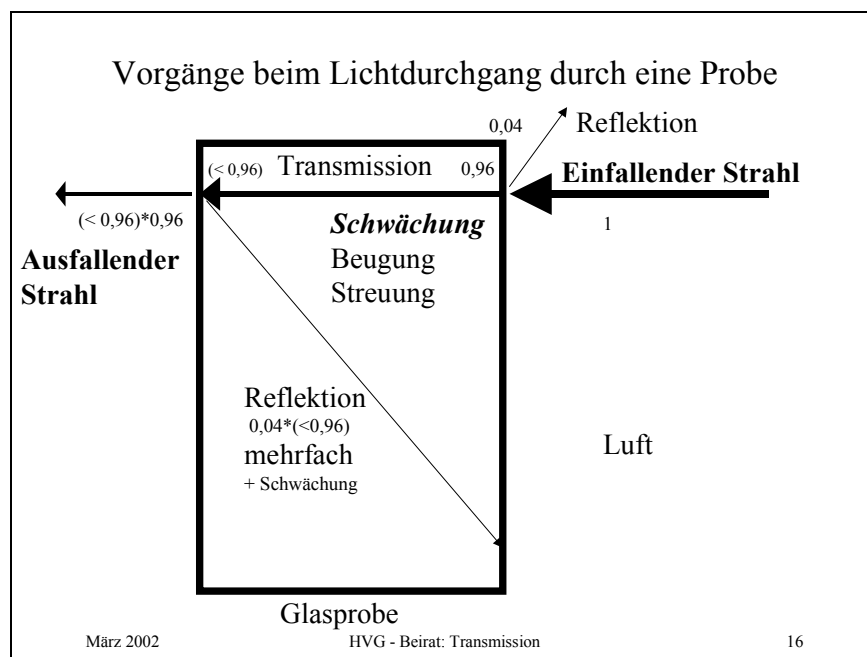 Vorgänge beim Lichtdurchgang durch eine Probe
0,04
Reflektion
(< 0,96)
Transmission
0,96
Einfallender Strahl
(< 0,96)*0,96
Schwächung
1
Ausfallender
Strahl
Beugung
Streuung
Reflektion
0,04*(<0,96)
mehrfach
+ Schwächung
Luft
Glasprobe
März 2002
HVG - Beirat: Transmission
16